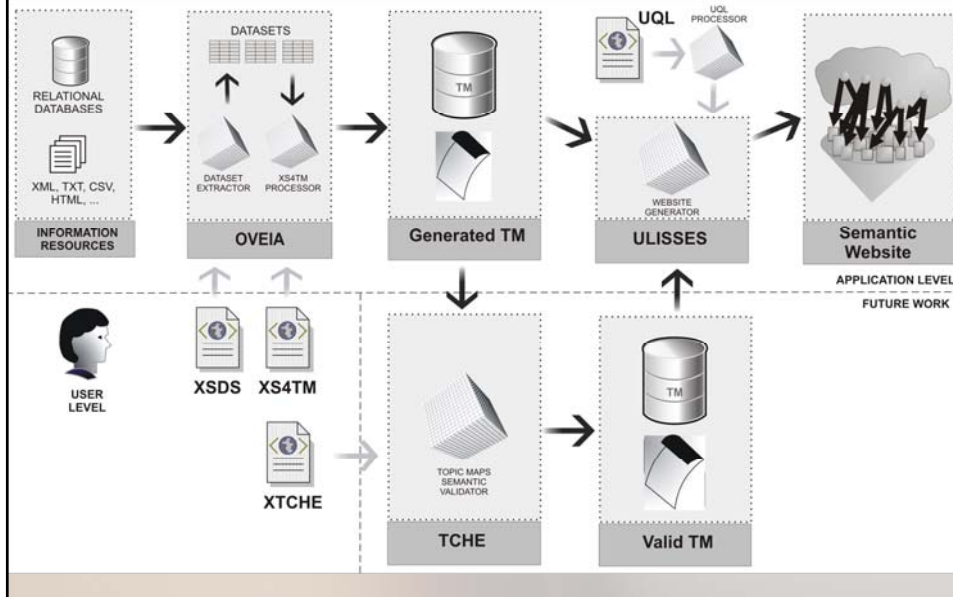 RELATIONAL
DATABASES
XML, TXT, CSV,
HTML, ...
INFORMATION
RESOURCES
DATASETS
DATASET
EXTRACTOR
XS4TM
PROCESSOR
OVEIA
TM
Generated TM
UQL
UQL
PROCESSOR
WEBSITE
GENERATOR
ULISSES
Semantic
Website
APPLICATION LEVEL
FUTURE WORK
USER
LEVEL
XSDS
XS4TM
XTCHE
TOPIC MAPS
SEMANTIC
VALIDATOR
TCHE
TM
Valid TM